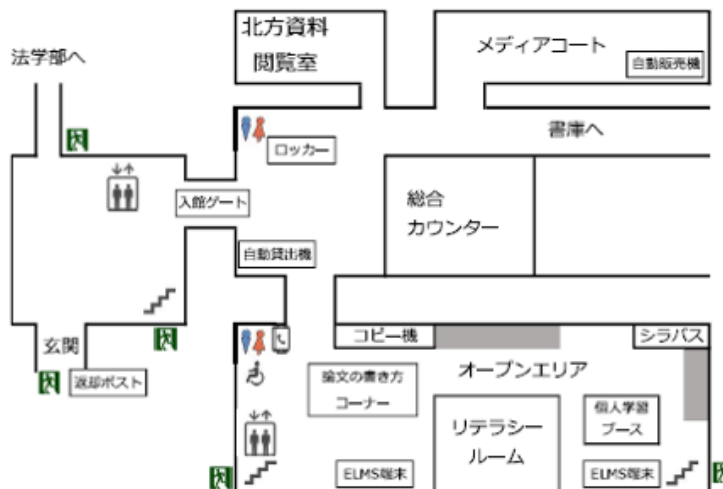 北方資料
閲覧室
メディアコート
自動販売機
法学部へ
書庫へ
ロッカー
入館ゲート
総合
カウンター
自動貸出機
玄関
返却ポスト
コピー機
シラバス
オープンエリア
論文の書き方
コーナー
個人学習
ブース
リテラシー
ルーム
ELMS端末
ELMS端末